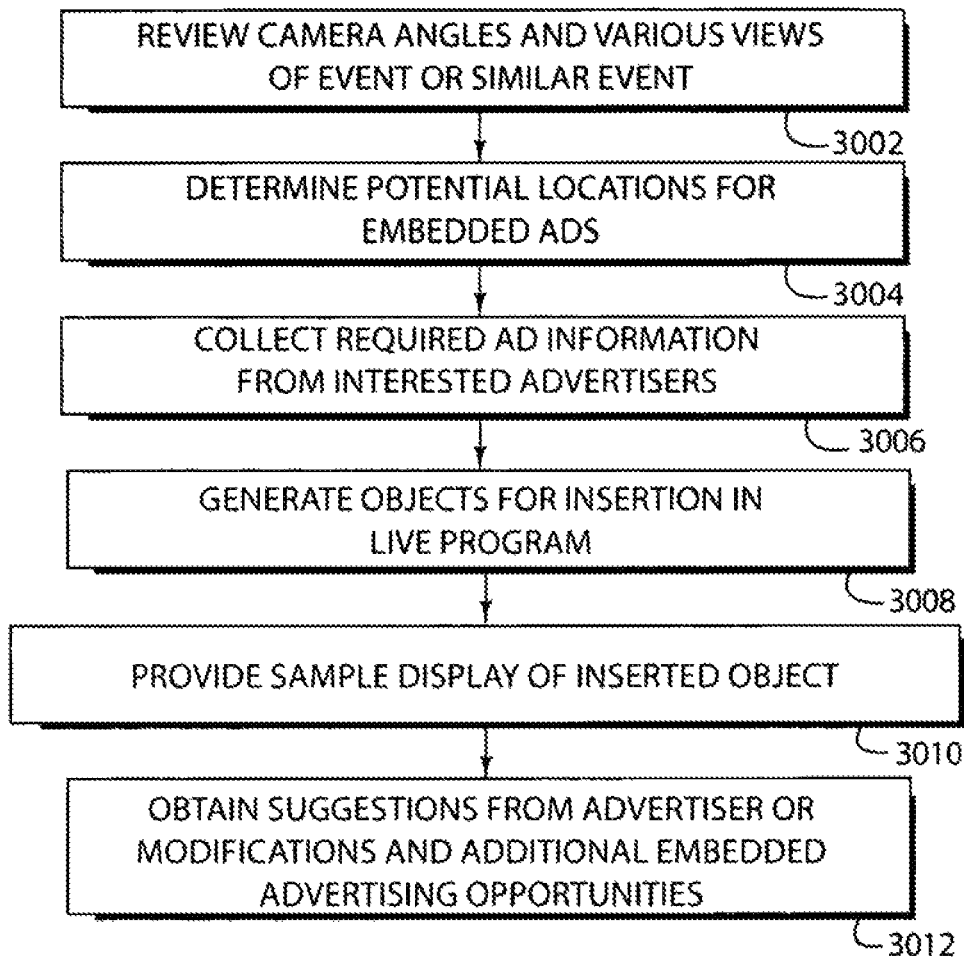 REVIEW CAMERA ANGLES AND VARIOUS VIEWS
OF EVENT OR SIMILAR EVENT
3002
DETERMINE POTENTIAL LOCATIONS FOR
EMBEDDED ADS
3004
COLLECT REQUIRED AD INFORMATION
FROM INTERESTED ADVERTISERS
3006
GENERATE OBJECTS FOR INSERTION IN
LIVE PROGRAM
3008
PROVIDE SAMPLE DISPLAY OF INSERTED OBJECT
3010
OBTAIN SUGGESTIONS FROM ADVERTISER OR
MODIFICATIONS AND ADDITIONAL EMBEDDED
ADVERTISING OPPORTUNITIES
3012